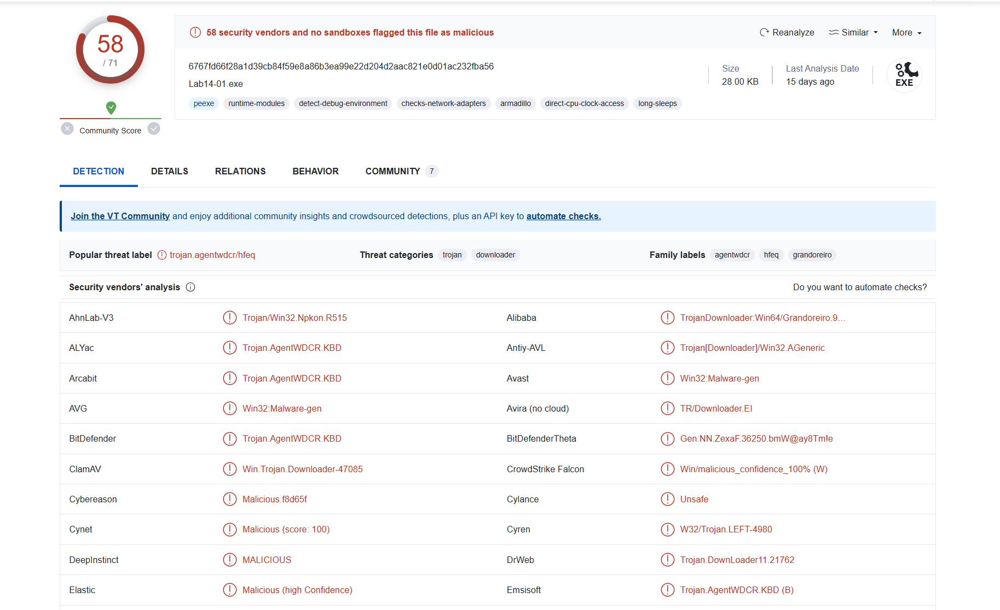 58
/ 71
Community Score
58 security vendors and no sandboxes flagged this file as malicious
Reanalyze
Similar
More
6767fd66f28a1d39cb84f59e8a86b3ea99e22d204d2aac821e0d01ac232fba56
Lab14-01.exe
peexe
runtime-modules
detect-debug-environment
checks-network-adapters
armadillo
direct-cpu-clock-access
long-sleeps
Size
28.00 KB
Last Analysis Date
15 days ago
EXE
DETECTION
DETAILS
RELATIONS
BEHAVIOR
COMMUNITY 7
Join the VT Community and enjoy additional community insights and crowdsourced detections, plus an API key to automate checks.
Popular threat label trojan.agentwdcr/hfeq
Threat categories trojan downloader
Family labels agentwdcr hfeq grandoreiro
Security vendors' analysis
Do you want to automate checks?
AhnLab-V3 Trojan/Win32.Npkon.R515
Alibaba TrojanDownloader:Win64/Grandoreiro.9...
ALYac Trojan.AgentWDCR.KBD
Antiy-AVL Trojan[Downloader]/Win32.AGeneric
Arcabit Trojan.AgentWDCR.KBD
Avast Win32:Malware-gen
AVG Win32:Malware-gen
Avira (no cloud) TR/Downloader.EI
BitDefender Trojan.AgentWDCR.KBD
BitDefenderTheta Gen:NN.ZexaF.36250.bmW@ay8Tm!e
ClamAV Win.Trojan.Downloader-47085
CrowdStrike Falcon Win/malicious_confidence_100% (W)
Cybereason Malicious.f8d65f
Cylance Unsafe
Cynet Malicious (score: 100)
Cyren W32/Trojan.LEFT-4980
DeepInstinct MALICIOUS
DrWeb Trojan.DownLoader11.21762
Elastic Malicious (high Confidence)
Emsisoft Trojan.AgentWDCR.KBD (B)